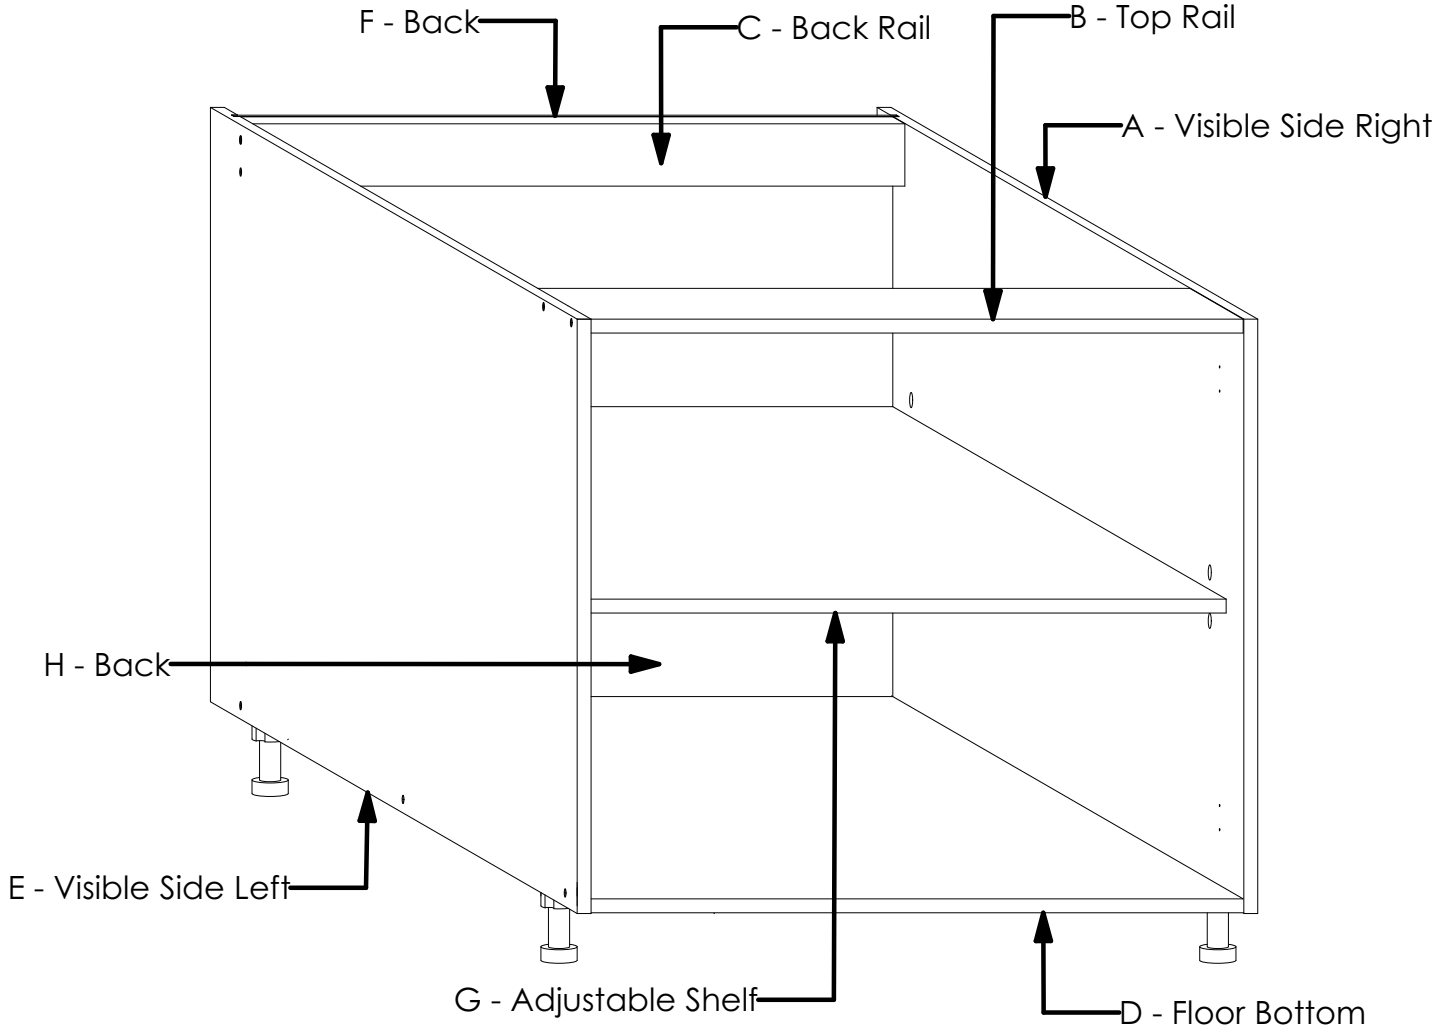 F - Back
C - Back Rail
B - Top Rail
A - Visible Side Right
H - Back
E - Visible Side Left
G - Adjustable Shelf
D - Floor Bottom